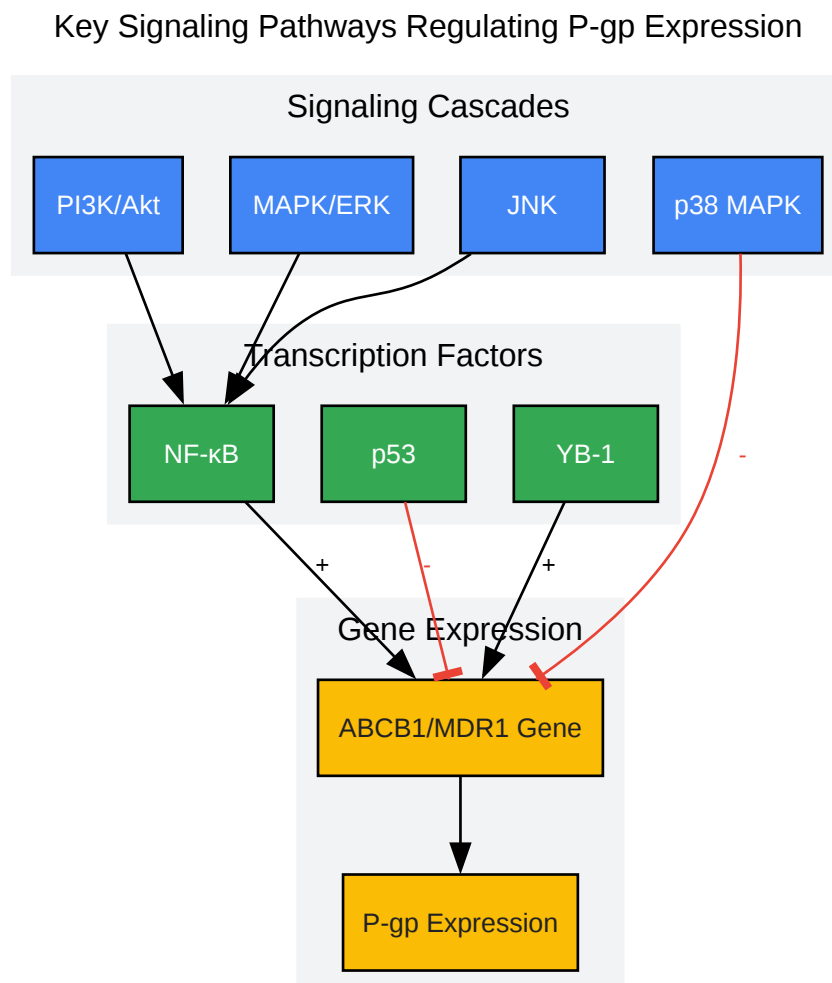 Key Signaling Pathways Regulating P-gp Expression
Signaling Cascades
PI3K/Akt
MAPK/ERK
JNK
p38 MAPK
Transcription Factors
NF-κB
p53
YB-1
-
+
-
+
Gene Expression
ABCB1/MDR1 Gene
P-gp Expression